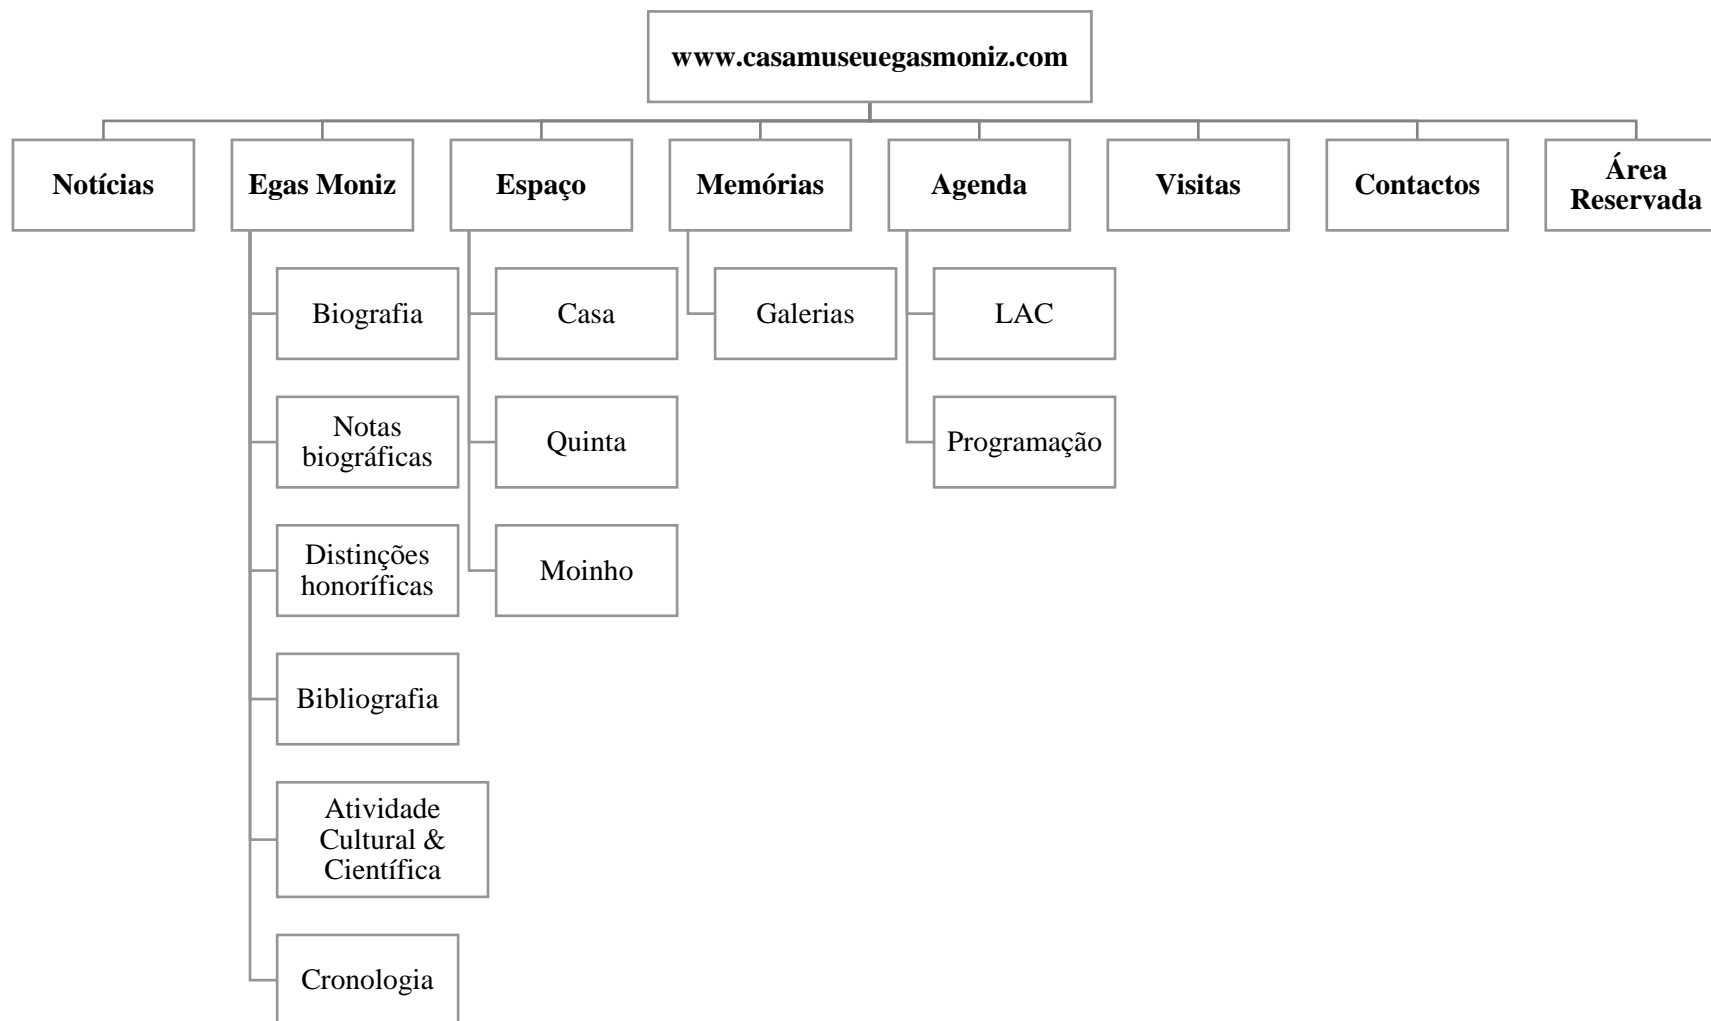 www.casamuseuegasmoniz.com
Notícias
Egas Moniz
Espaço
Memórias
Agenda
Visitas
Contactos
Área
Reservada
Biografia
Notas
biográficas
Distinções
honoríficas
Bibliografia
Atividade
Cultural &
Científica
Cronologia
Casa
Quinta
Moinho
Galerias
LAC
Programação